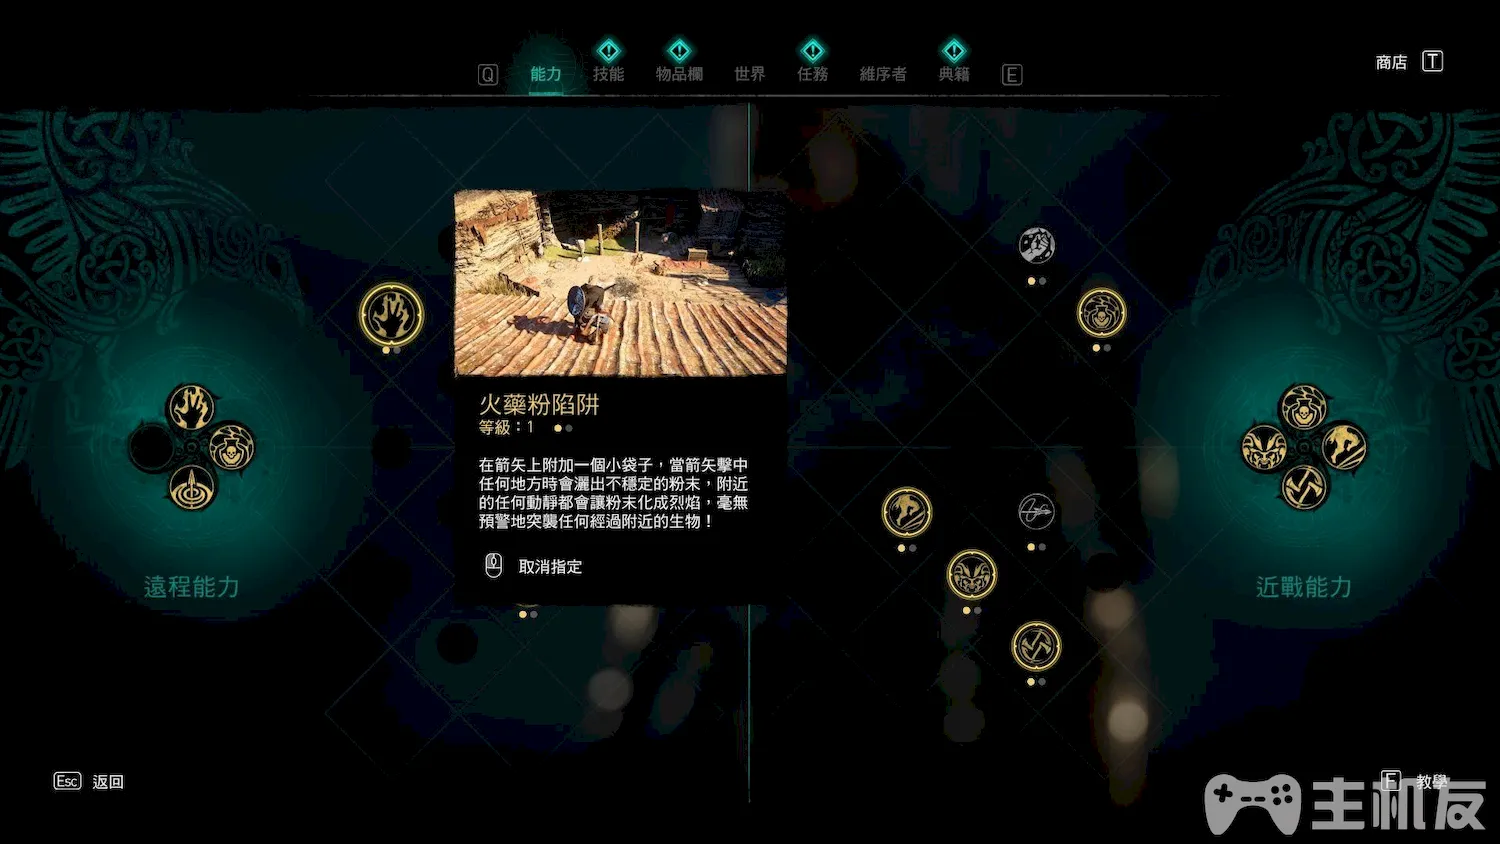 Q
能力
技能
物品欄
世界
任務
維序者
典籍
E
商店 T
火藥粉陷阱
等級：1
在箭矢上附加一個小袋子，當箭矢擊中
任何地方時會灑出不穩定的粉末，附近
的任何動靜都會讓粉末化成烈焰，毫無
預警地突襲任何經過附近的生物！
取消指定
遠程能力
近戰能力
Esc 返回
F 教學
主机友